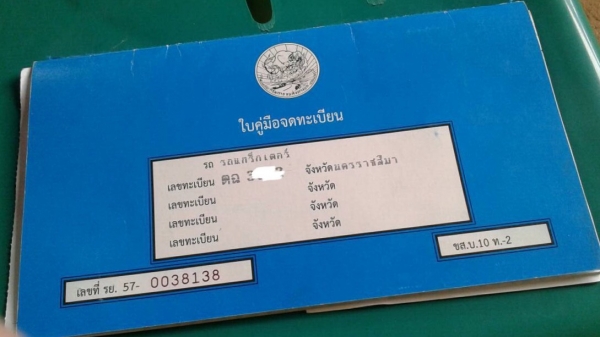 ใบคู่มือจดทะเบียน
รถ รถแทร็กเตอร์
เลขทะเบียน ตฉ จังหวัดนครราชสีมา
เลขทะเบียน จังหวัด
เลขทะเบียน จังหวัด
เลขทะเบียน จังหวัด
ขส.บ.10 ท.-2
เลขที่ รย. 57- 0038138